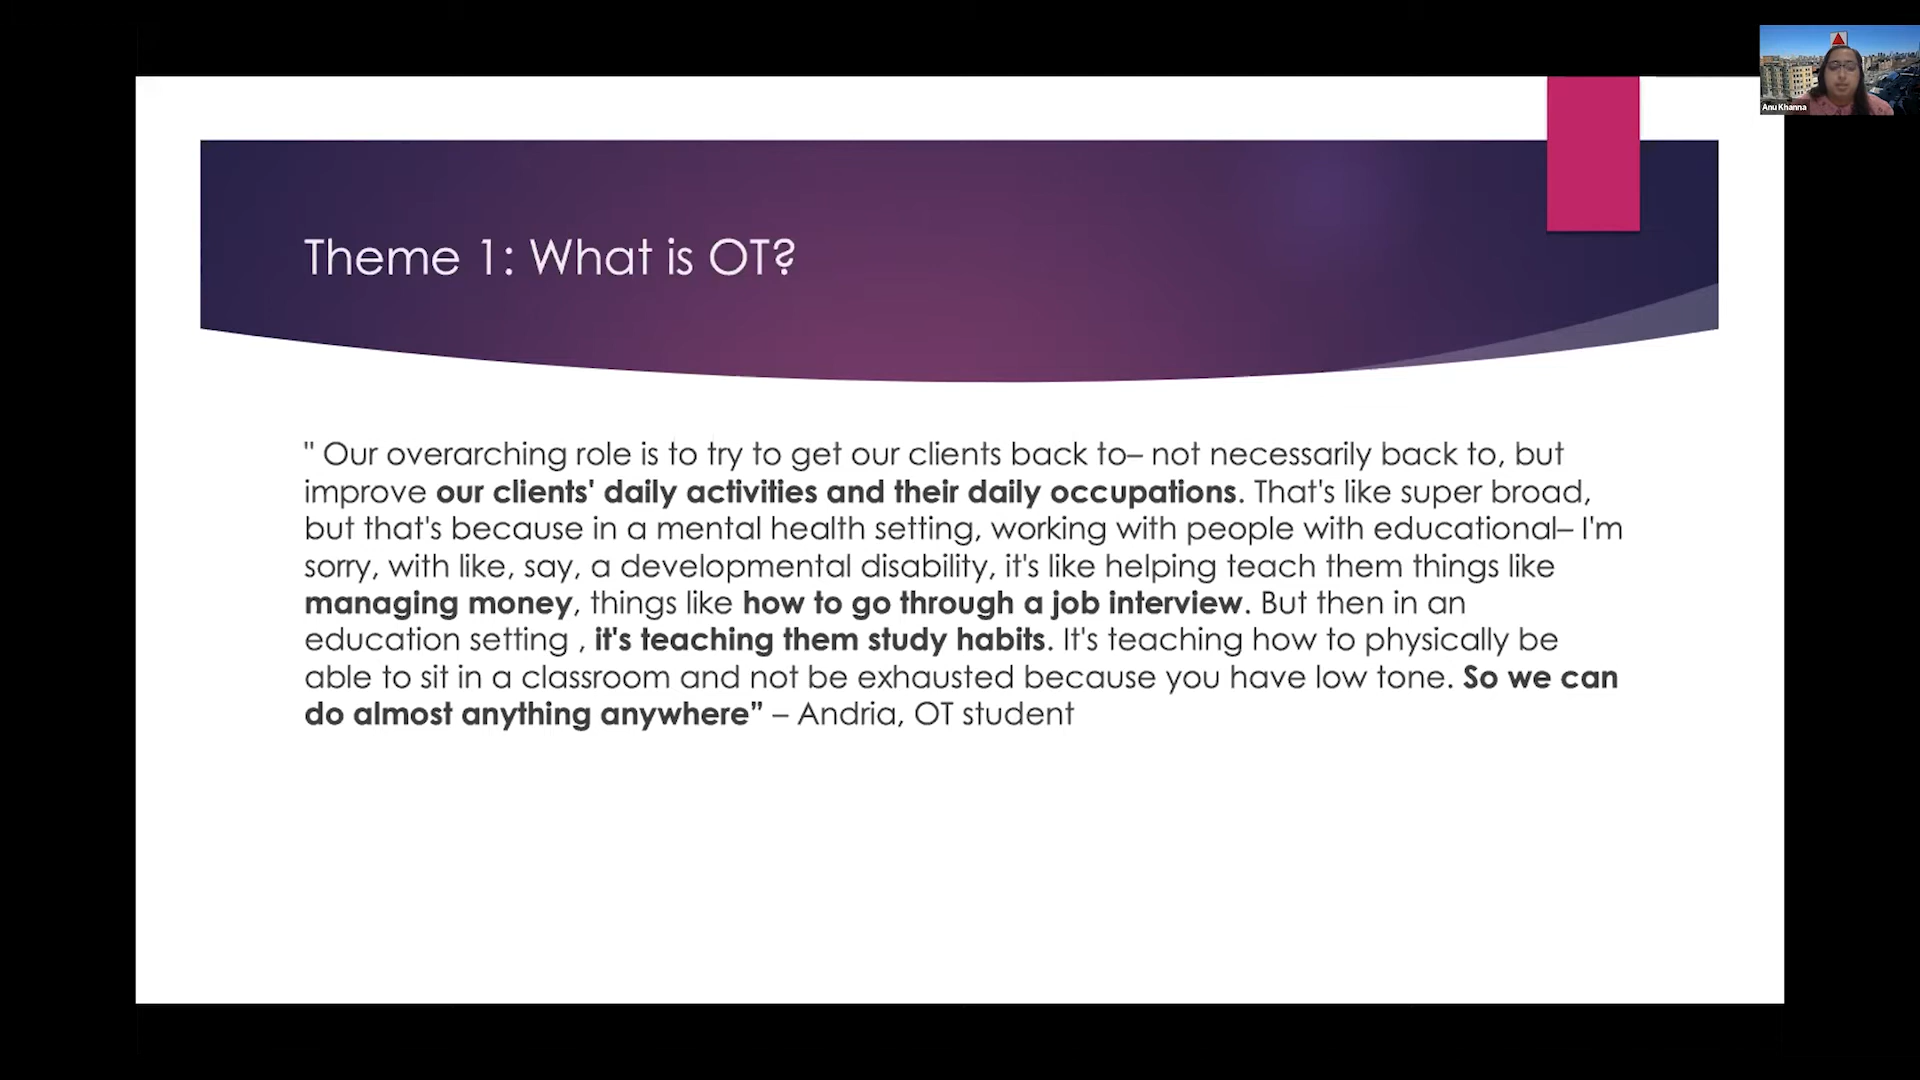 Anu Khanna
Theme 1: What is OT?
" Our overarching role is to try to get our clients back to– not necessarily back to, but
improve our clients' daily activities and their daily occupations. That's like super broad,
but that's because in a mental health setting, working with people with educational– I'm
sorry, with like, say, a developmental disability, it's like helping teach them things like
managing money, things like how to go through a job interview. But then in an
education setting , it's teaching them study habits. It's teaching how to physically be
able to sit in a classroom and not be exhausted because you have low tone. So we can
do almost anything anywhere” – Andria, OT student